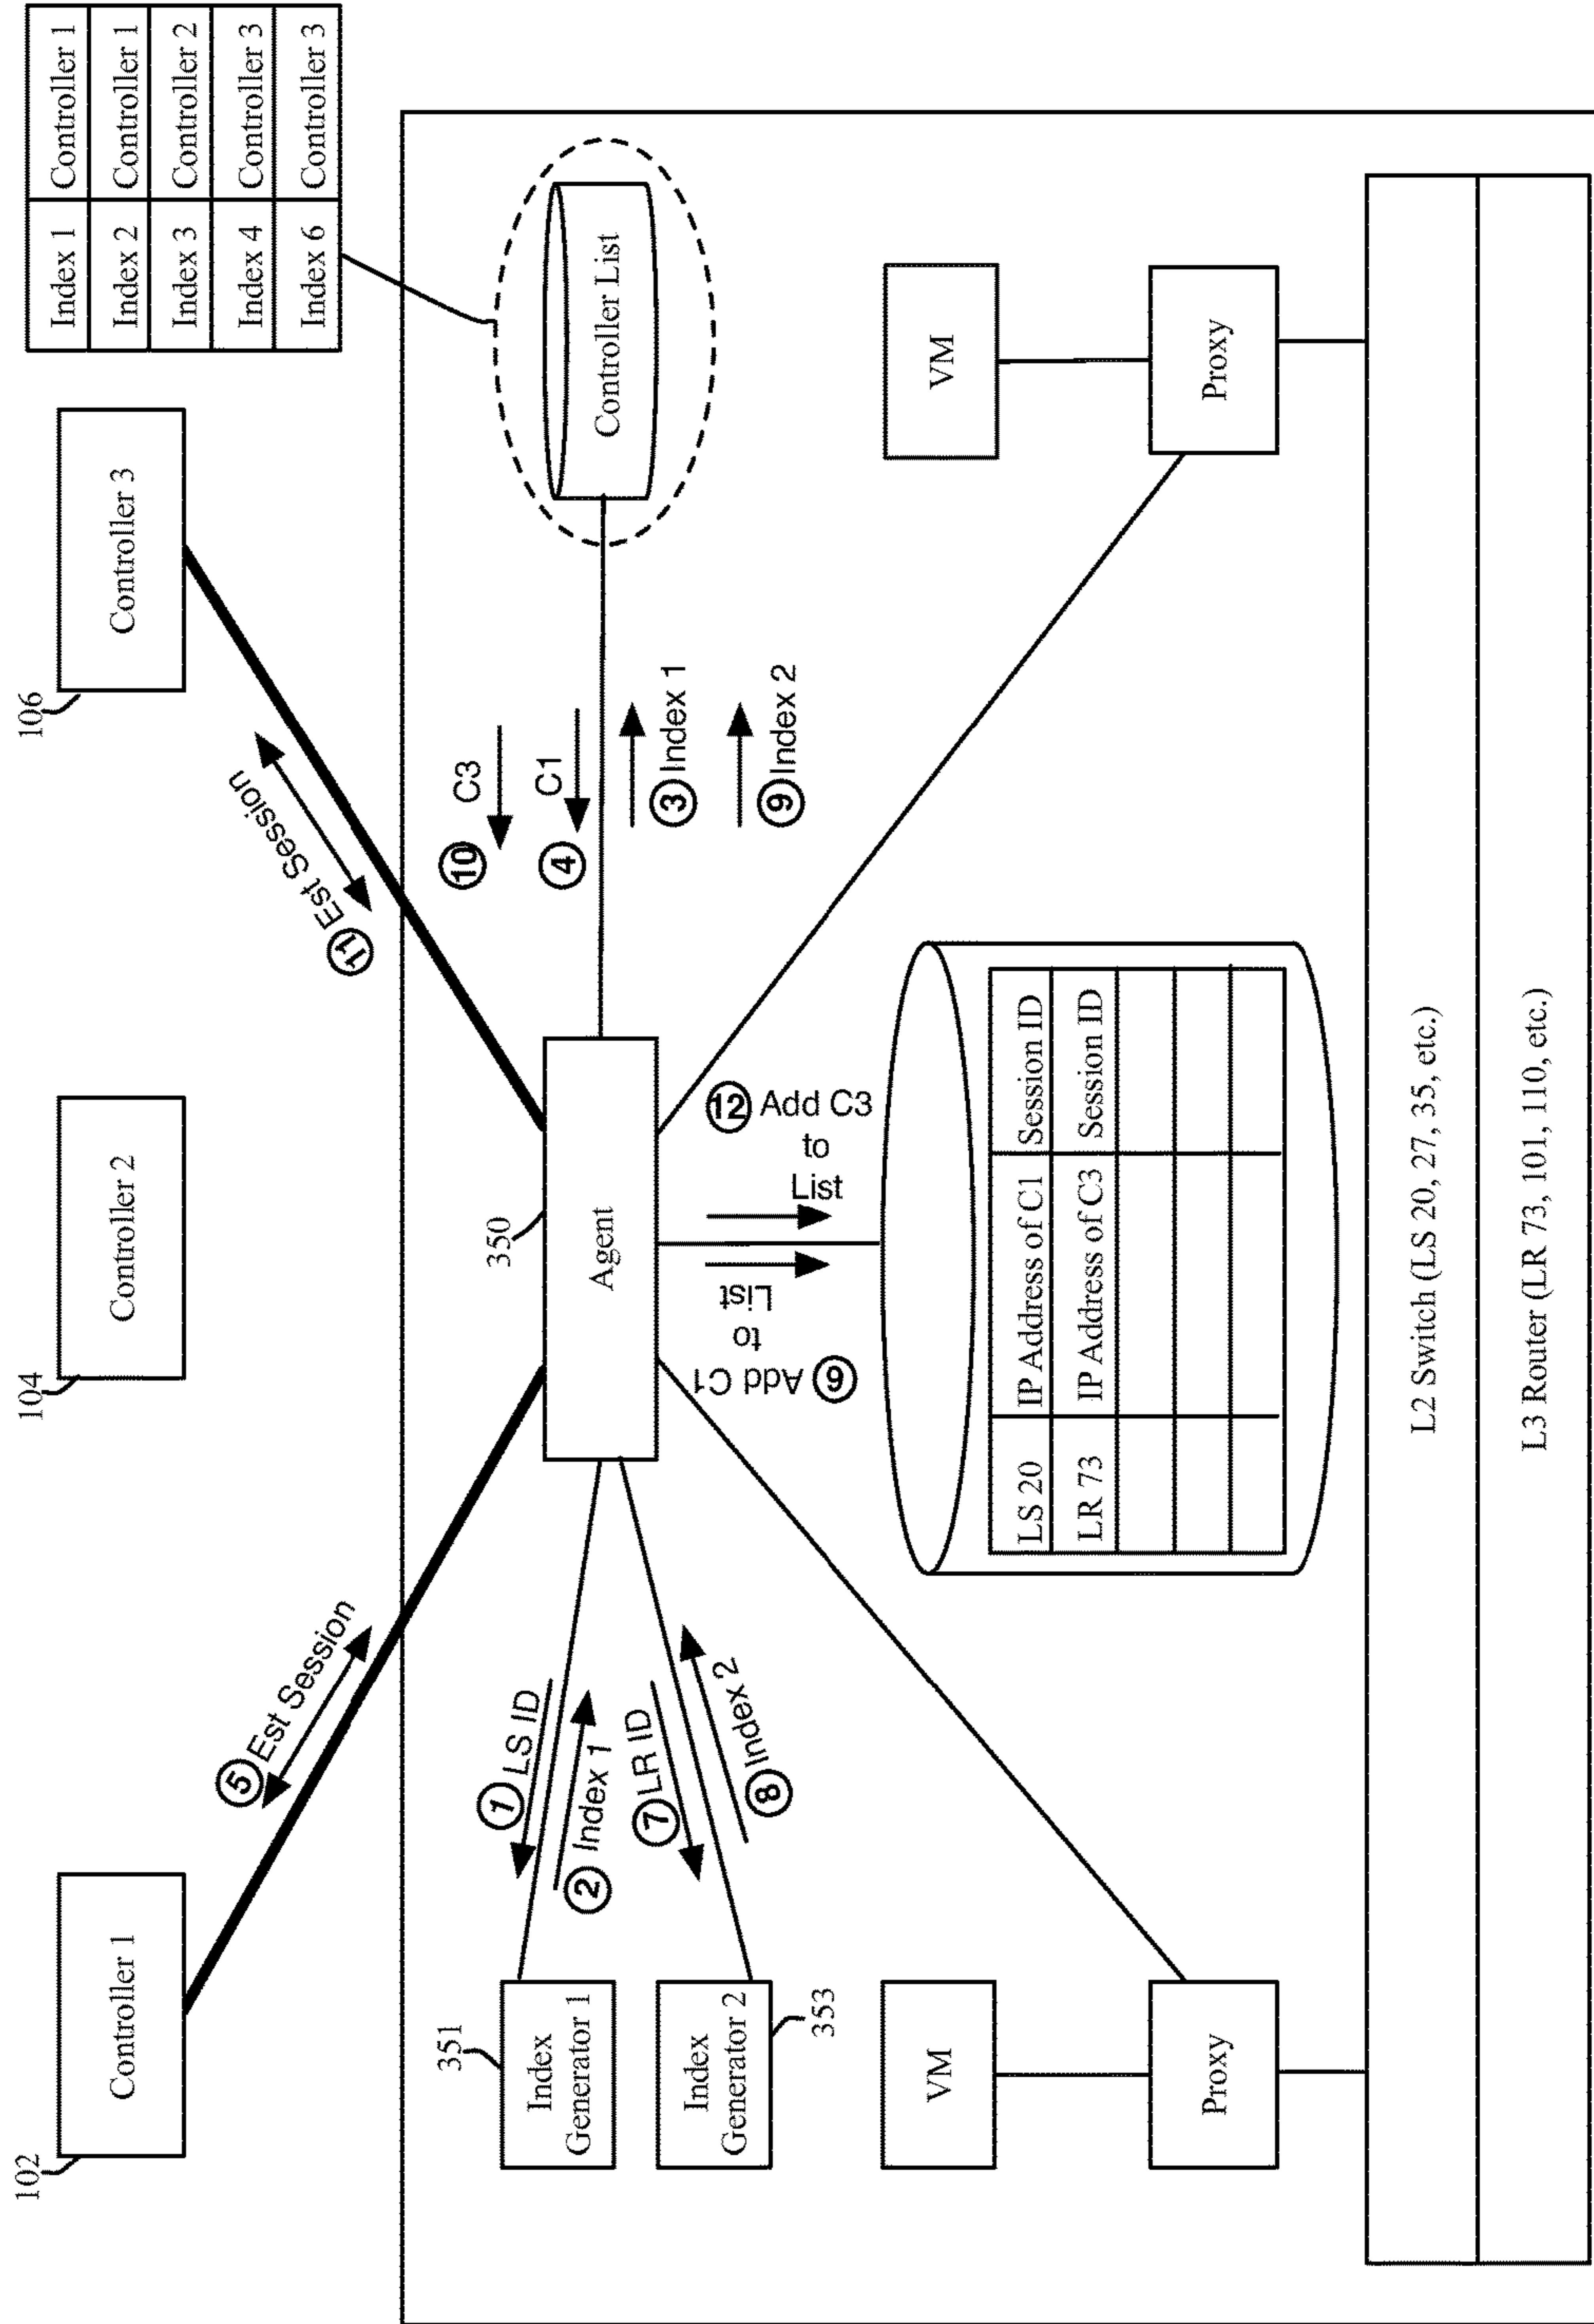 102
Controller 1
104
Controller 2
106
Controller 3
Index 1 Controller 1
Index 2 Controller 1
Index 3 Controller 2
Index 4 Controller 3
Index 6 Controller 3
5 Est Session
11 Est Session
351
Index
Generator 1
Index
Generator 2
353
1 LS ID
2 Index 1
7 LR ID
8 Index 2
350
Agent
10 C3
4 C1
3 Index 1
9 Index 2
Controller List
6 Add C1
to
List
12 Add C3
to
List
LS 20 IP Address of C1 Session ID
LR 73 IP Address of C3 Session ID
VM
Proxy
VM
Proxy
L2 Switch (LS 20, 27, 35, etc.)
L3 Router (LR 73, 101, 110, etc.)